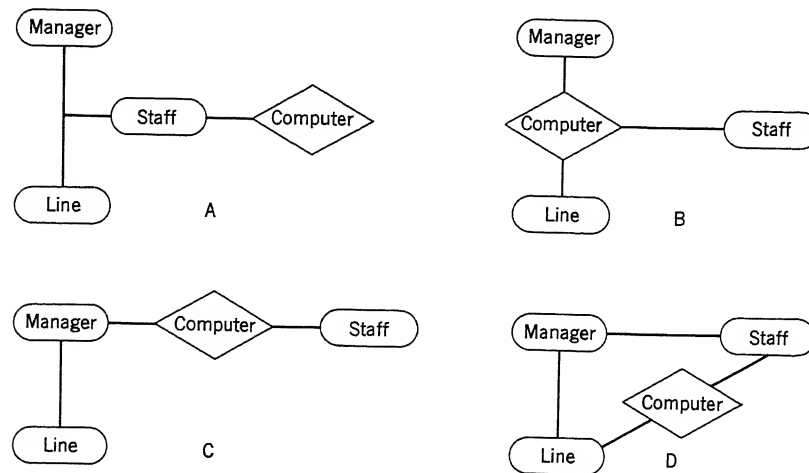 Manager
Staff
Computer
Line
A
Manager
Computer
Staff
Line
B
Manager
Computer
Staff
Line
C
Manager
Staff
Computer
Line
D